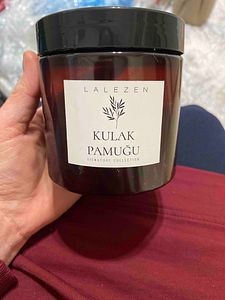 LALEZEN
KULAK
PAMUĞU
SIGNATURE COLLECTION